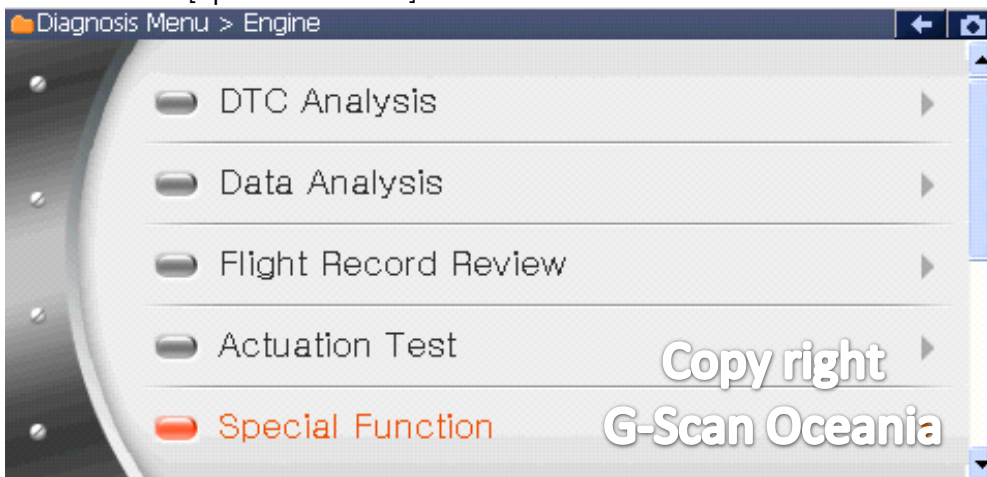 Diagnosis Menu > Engine
DTC Analysis
Data Analysis
Flight Record Review
Actuation Test
Special Function
Copy right
G-Scan Oceania